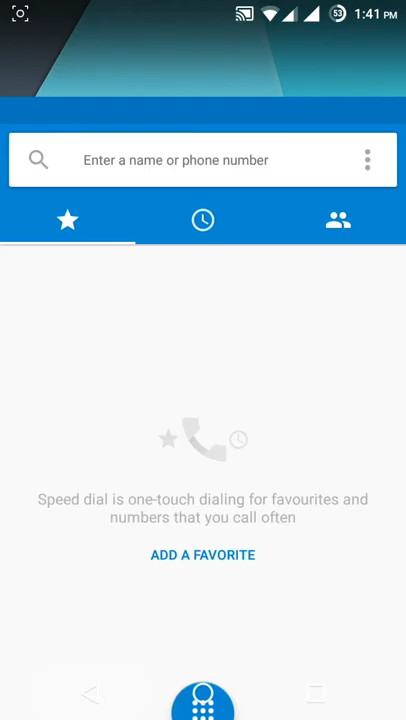 53 1:41 PM
Enter a name or phone number
Speed dial is one-touch dialing for favourites and
numbers that you call often
ADD A FAVORITE